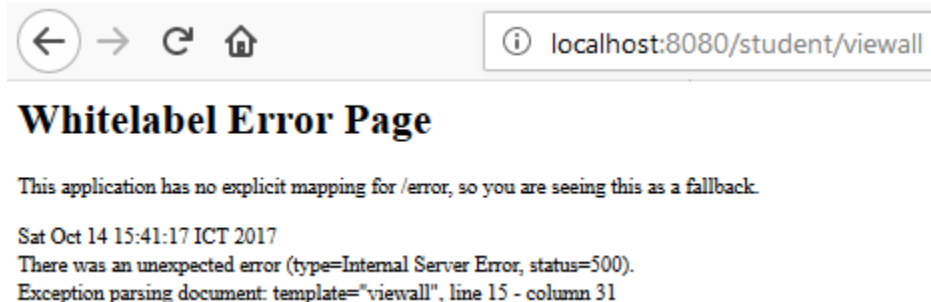 localhost:8080/student/viewall
Whitelabel Error Page
This application has no explicit mapping for /error, so you are seeing this as a fallback.
Sat Oct 14 15:41:17 ICT 2017
There was an unexpected error (type=Internal Server Error, status=500).
Exception parsing document: template="viewall", line 15 - column 31